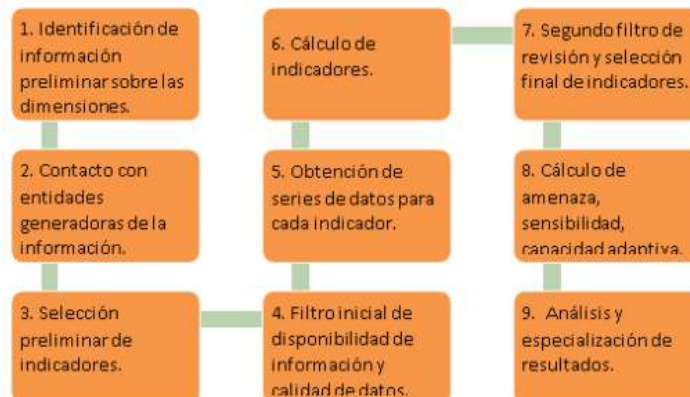 1. Identificación de
información
preliminar sobre las
dimensiones.
2. Contacto con
entidades
generadoras de la
información.
3. Selección
preliminar de
indicadores.
4. Filtro inicial de
disponibilidad de
información y
calidad de datos.
5. Obtención de
series de datos para
cada indicador.
6. Cálculo de
indicadores.
7. Segundo filtro de
revisión y selección
final de indicadores.
8. Cálculo de
amenaza,
sensibilidad,
capacidad adaptiva.
9. Análisis y
especialización de
resultados.